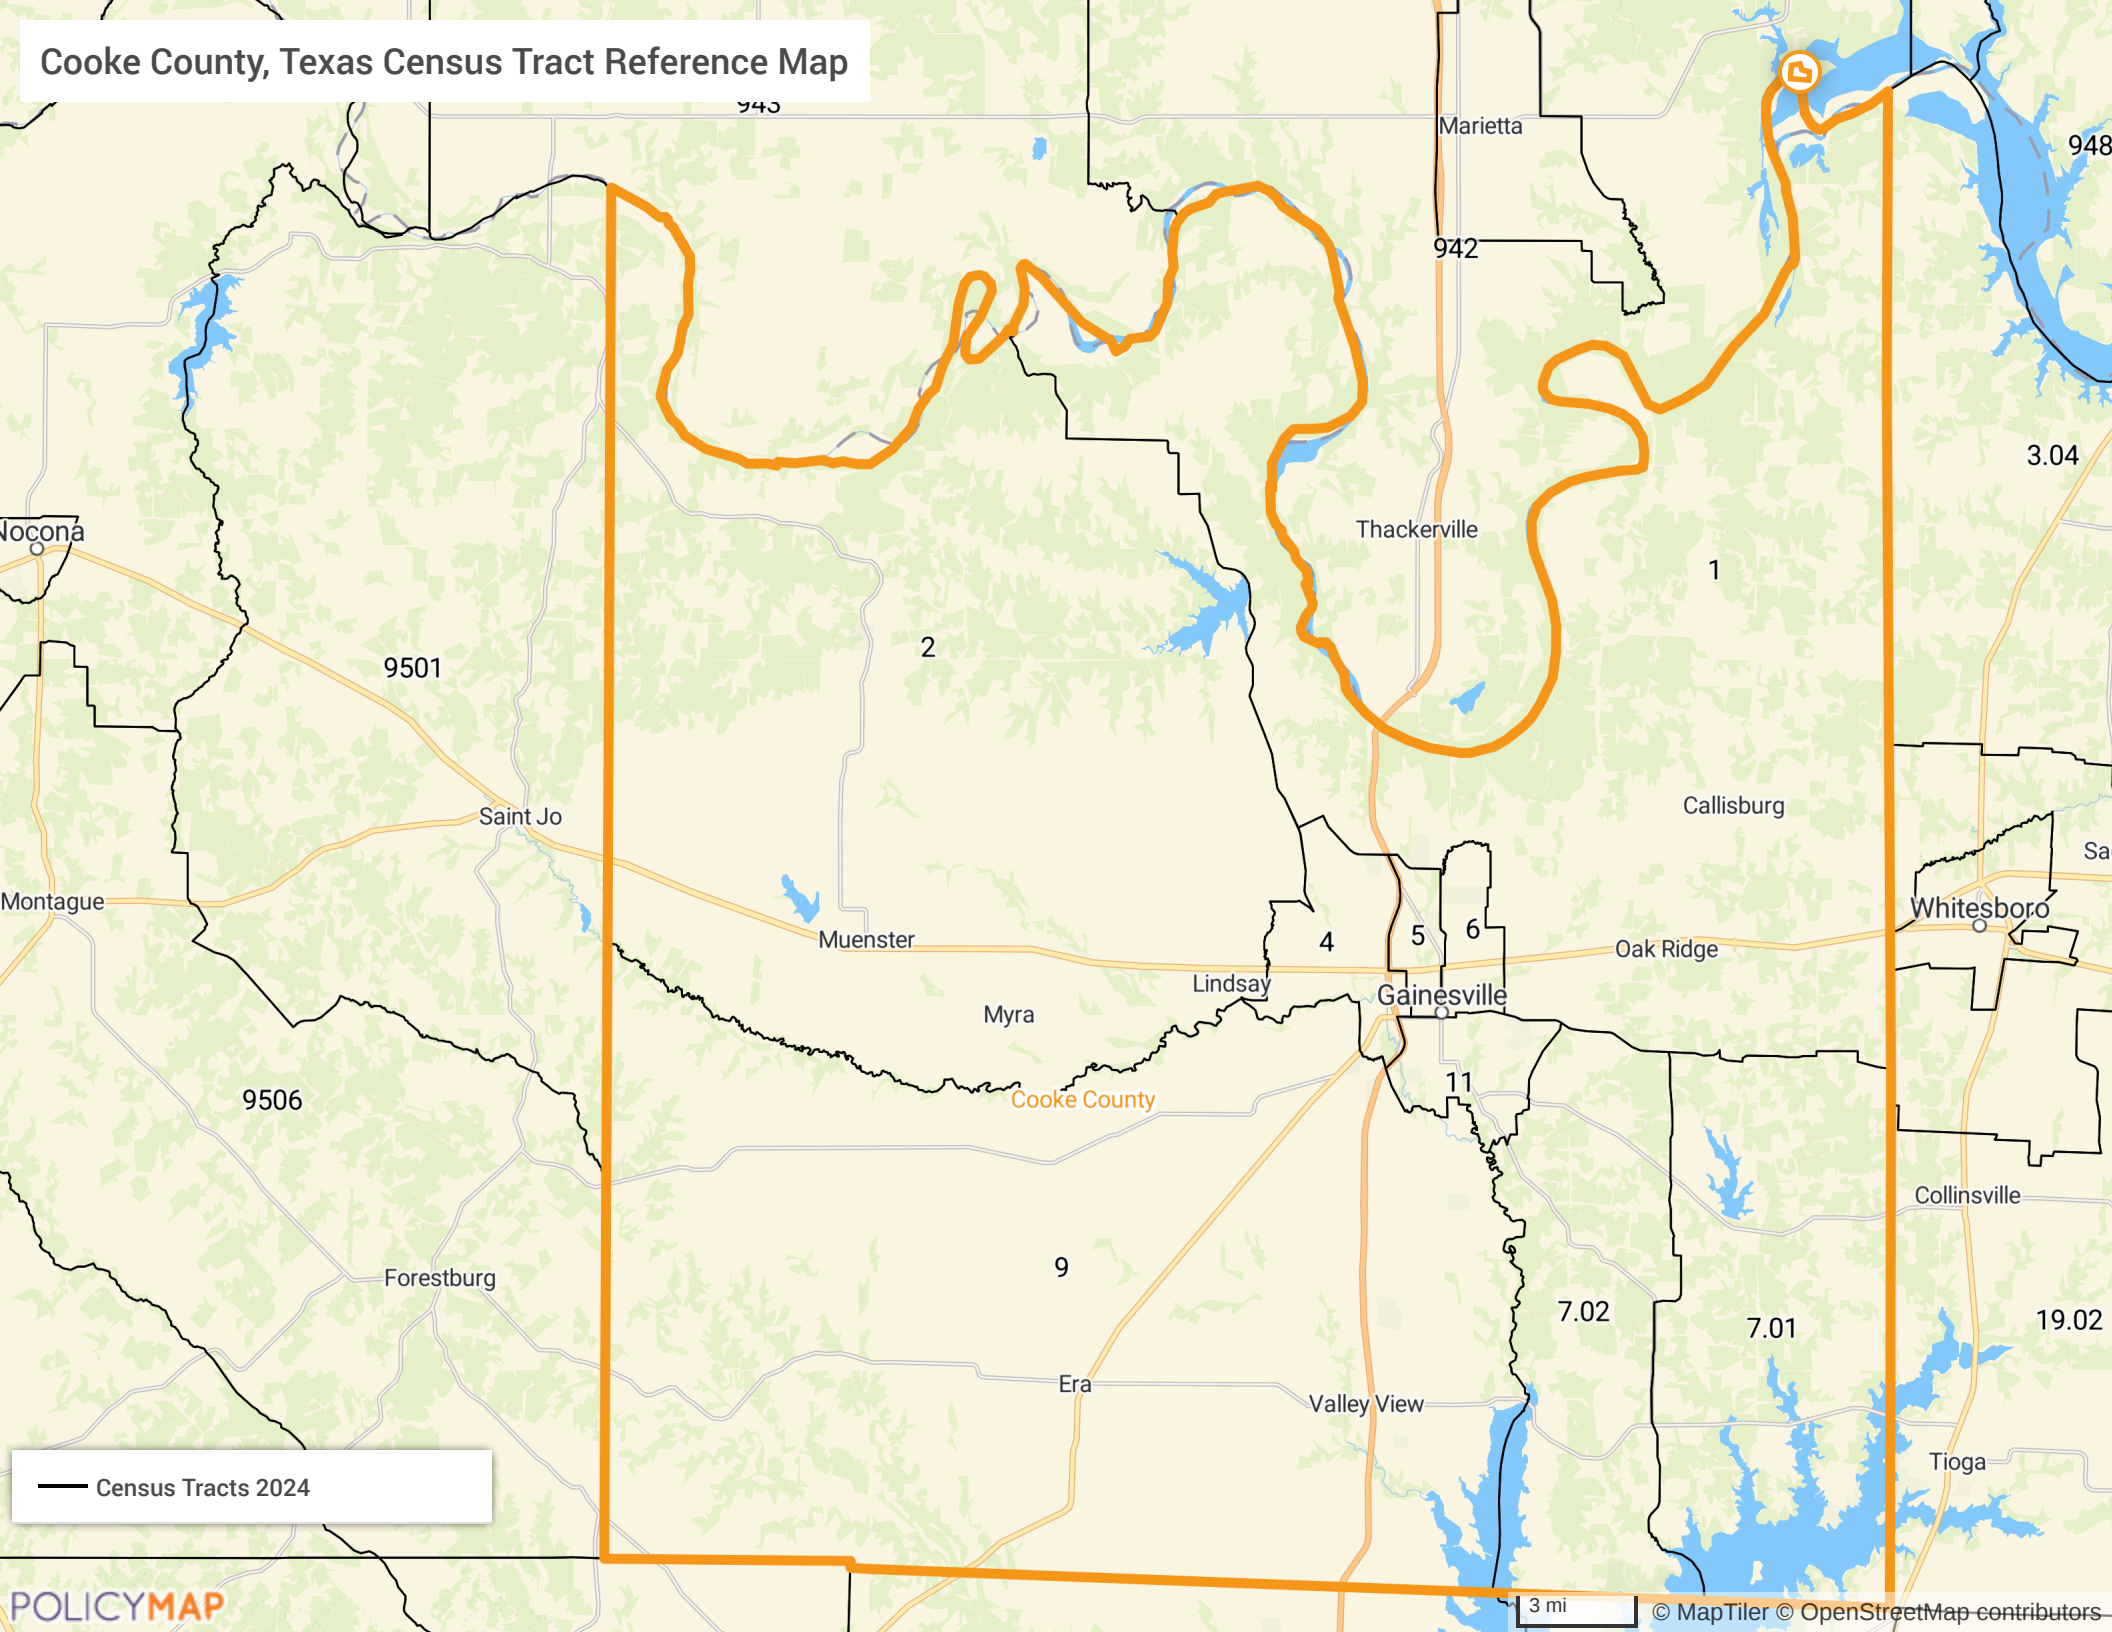 Cooke County, Texas Census Tract Reference Map
943
Marietta
948
942
3.04
Nocona
Thackerville
1
2
9501
Saint Jo
Callisburg
Montague
Whitesboro
Muenster
4
5
6
Oak Ridge
Lindsay
Gainesville
Myra
11
Cooke County
9506
Collinsville
9
Forestburg
7.02
7.01
19.02
Era
Valley View
Tioga
Census Tracts 2024
POLICYMAP
3 mi
© MapTiler © OpenStreetMap contributors